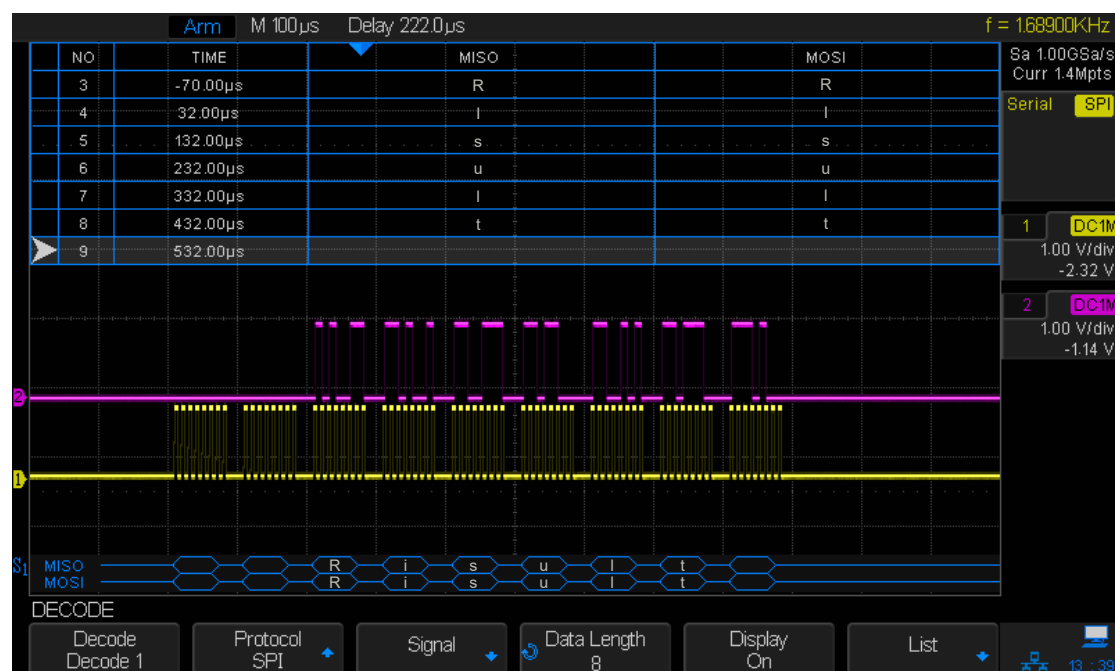 Arm M 100µs Delay 222.0µs f = 1.68900KHz
NO TIME MISO MOSI
3 -70.00µs R R
4 32.00µs i i
5 132.00µs s s
6 232.00µs u u
7 332.00µs l l
8 432.00µs t t
9 532.00µs
Sa 1.00GSa/s
Curr 1.4Mpts
Serial SPI
1 DC1M
1.00 V/div
-2.32 V
2 DC1M
1.00 V/div
-1.14 V
2
1
S1 MISO R i s u l t
MOSI R i s u l t
DECODE
Decode
Decode 1
Protocol
SPI
Signal
Data Length
8
Display
On
List
13 : 39